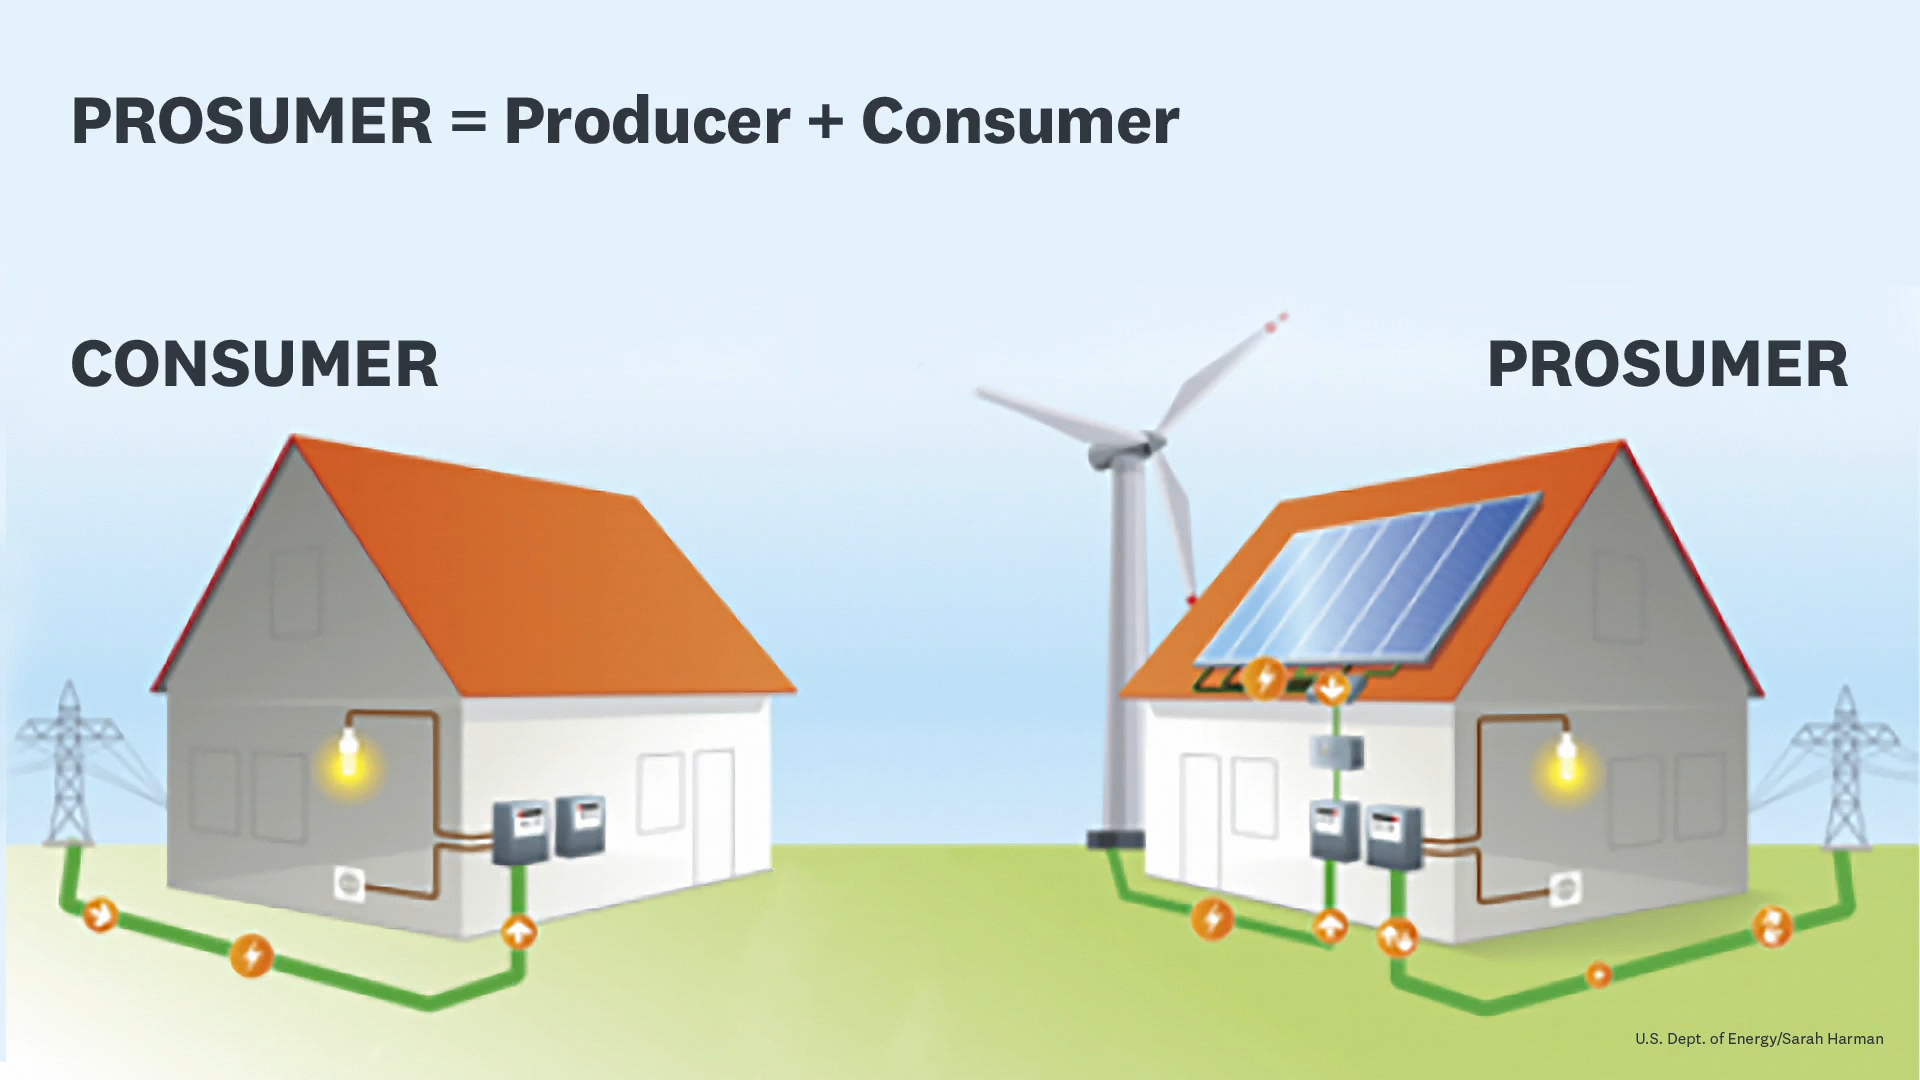 PROSUMER = Producer + Consumer
CONSUMER
PROSUMER
U.S. Dept. of Energy/Sarah Harman